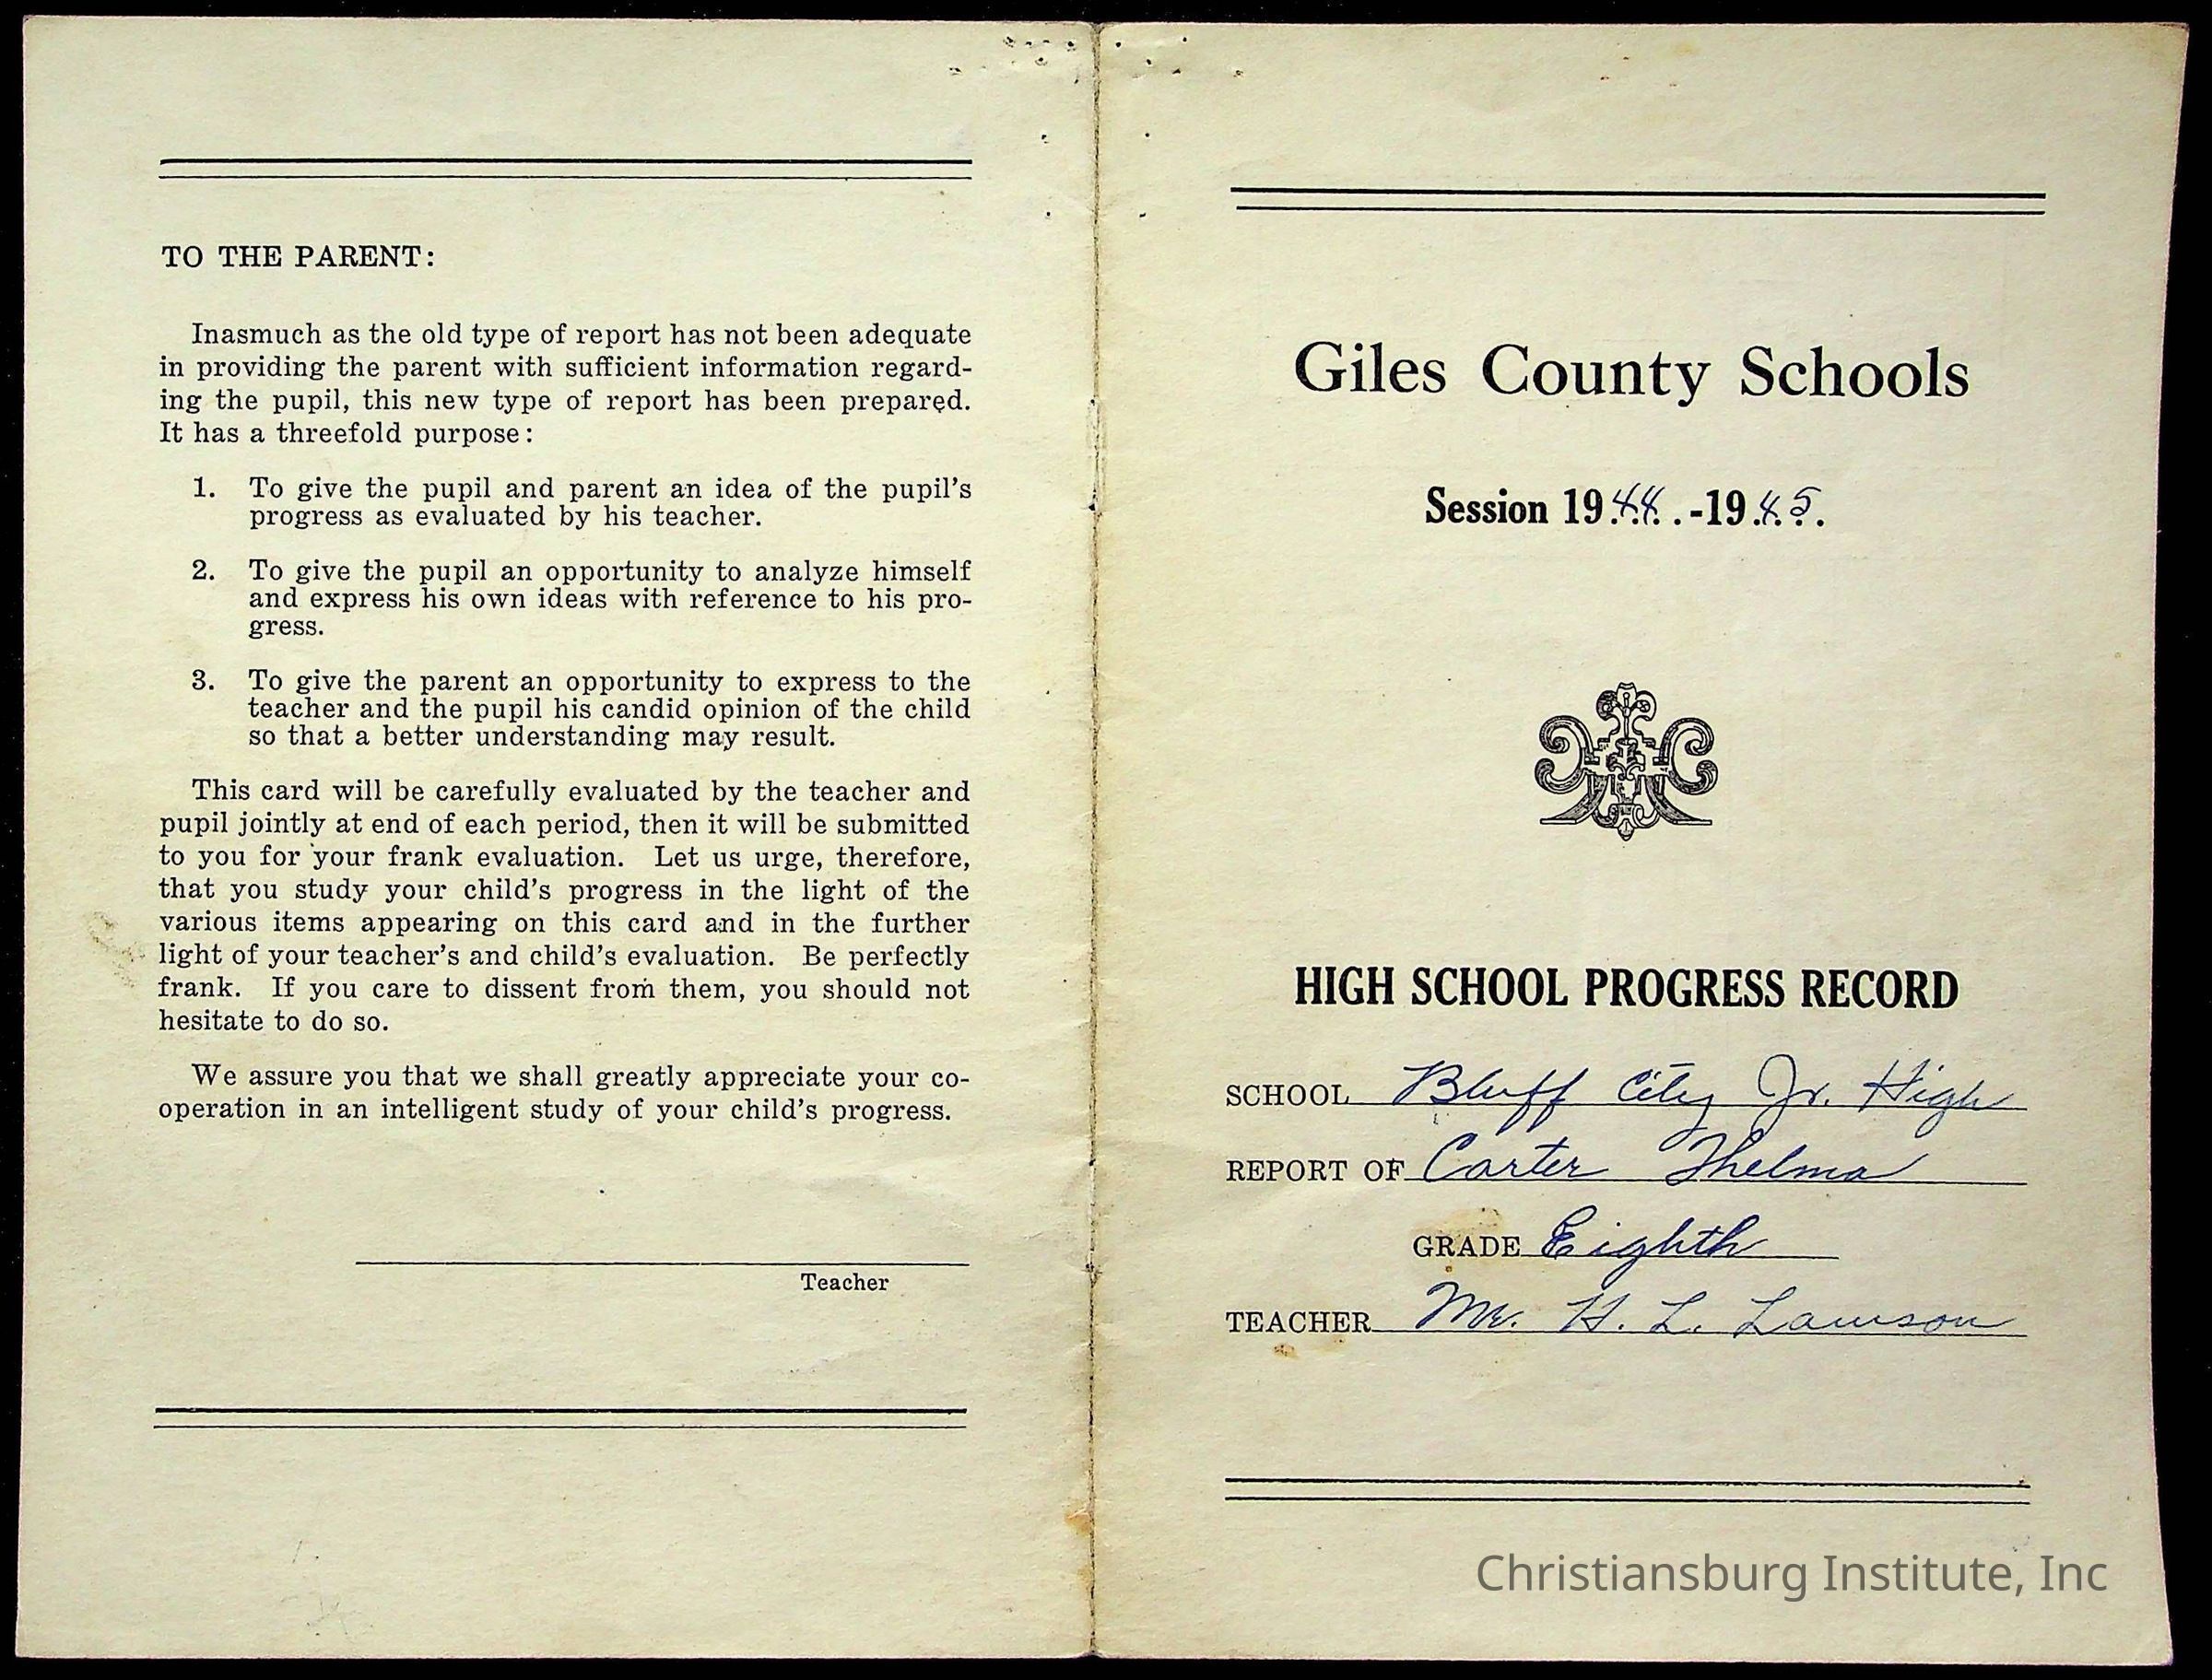 TO THE PARENT:
Inasmuch as the old type of report has not been adequate
in providing the parent with sufficient information regard-
ing the pupil, this new type of report has been prepared.
It has a threefold purpose:
1. To give the pupil and parent an idea of the pupil's
progress as evaluated by his teacher.
2. To give the pupil an opportunity to analyze himself
and express his own ideas with reference to his pro-
gress.
3. To give the parent an opportunity to express to the
teacher and the pupil his candid opinion of the child
so that a better understanding may result.
This card will be carefully evaluated by the teacher and
pupil jointly at end of each period, then it will be submitted
to you for your frank evaluation. Let us urge, therefore,
that you study your child's progress in the light of the
various items appearing on this card and in the further
light of your teacher's and child's evaluation. Be perfectly
frank. If you care to dissent from them, you should not
hesitate to do so.
We assure you that we shall greatly appreciate your co-
operation in an intelligent study of your child's progress.
Teacher
Giles County Schools
Session 1944-1945.
HIGH SCHOOL PROGRESS RECORD
SCHOOL Bluff City Jr. High
REPORT OF Carter Thelma
GRADE Eighth
TEACHER Mr. H. L. Lawson
Christiansburg Institute, Inc